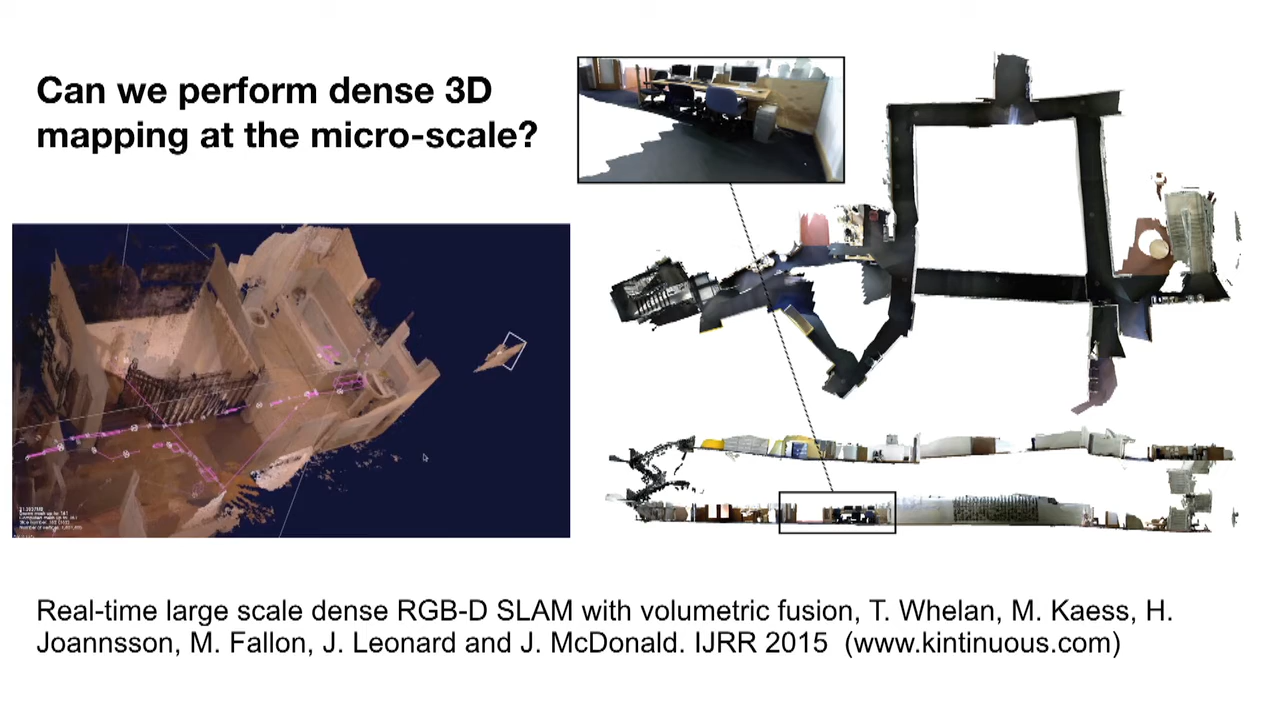 Can we perform dense 3D
mapping at the micro-scale?
Real-time large scale dense RGB-D SLAM with volumetric fusion, T. Whelan, M. Kaess, H.
Joannsson, M. Fallon, J. Leonard and J. McDonald. IJRR 2015 (www.kintinuous.com)